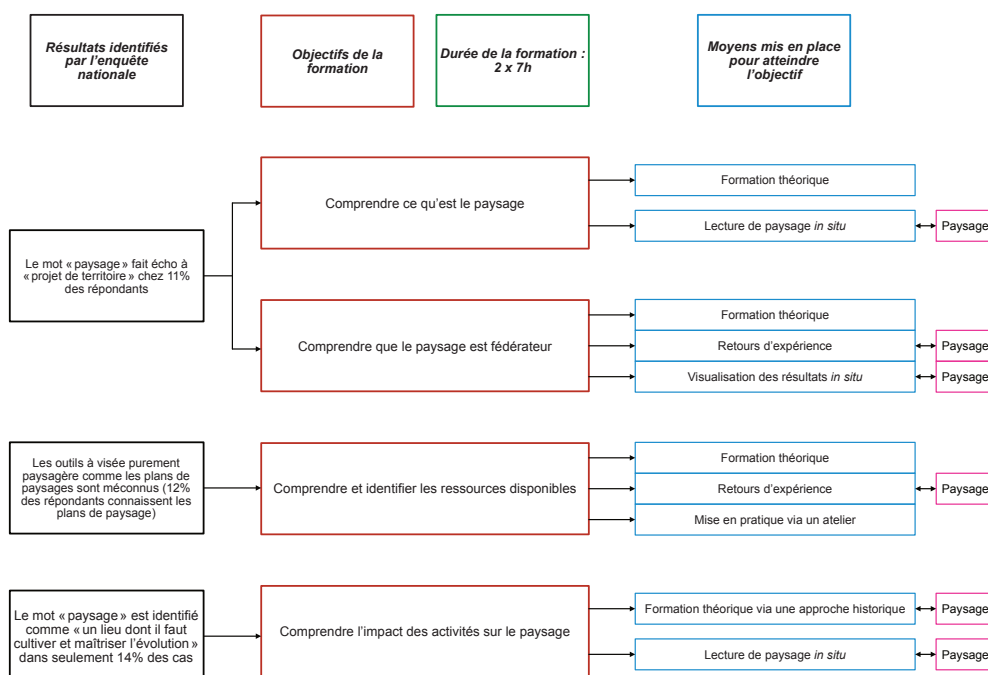 Résultats identifiés
par l'enquête
nationale
Objectifs de la
formation
Durée de la formation :
2 x 7h
Moyens mis en place
pour atteindre
l'objectif
Le mot « paysage » fait écho à
« projet de territoire » chez 11%
des répondants
Comprendre ce qu'est le paysage
Formation théorique
Lecture de paysage in situ
Paysage
Comprendre que le paysage est fédérateur
Formation théorique
Retours d'expérience
Paysage
Visualisation des résultats in situ
Paysage
Les outils à visée purement
paysagère comme les plans de
paysages sont méconnus (12%
des répondants connaissent les
plans de paysage)
Comprendre et identifier les ressources disponibles
Formation théorique
Retours d'expérience
Paysage
Mise en pratique via un atelier
Le mot « paysage » est identifié
comme « un lieu dont il faut
cultiver et maîtriser l'évolution »
dans seulement 14% des cas
Comprendre l'impact des activités sur le paysage
Formation théorique via une approche historique
Paysage
Lecture de paysage in situ
Paysage